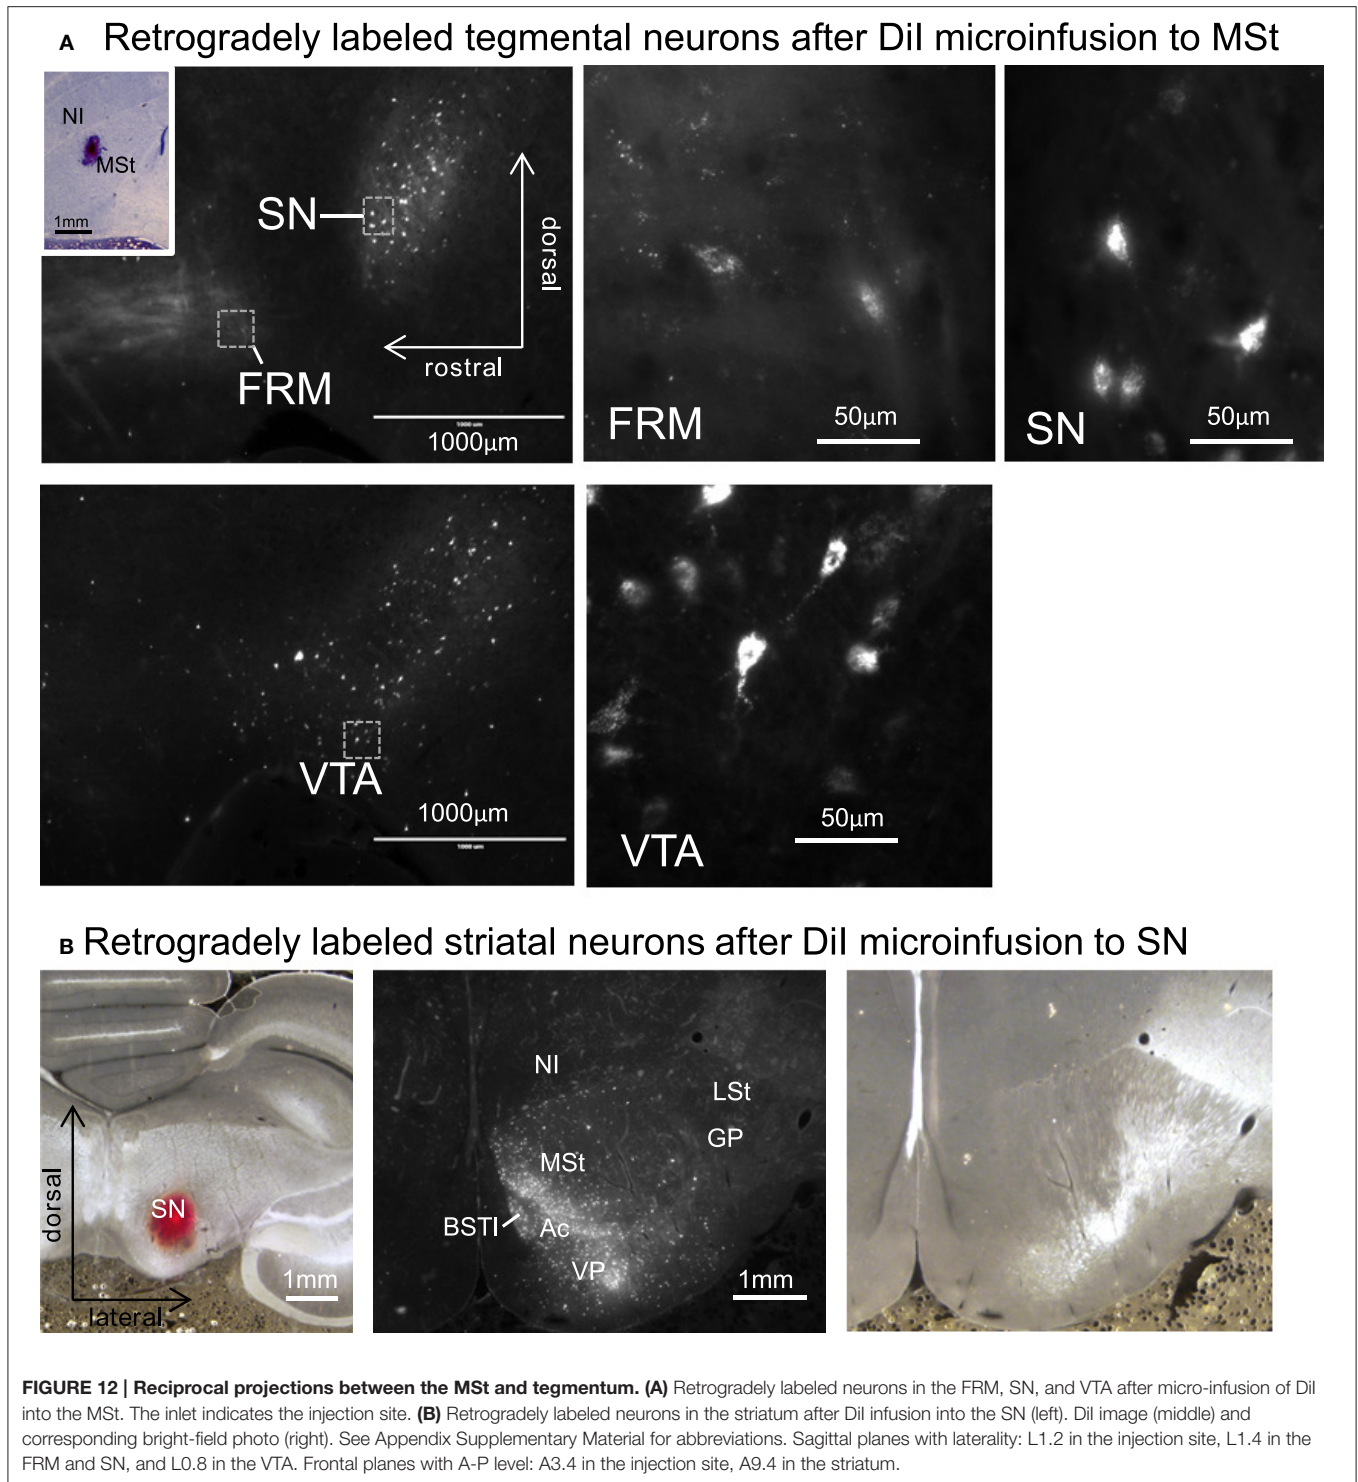 A Retrogradely labeled tegmental neurons after DiI microinfusion to MSt
NI
MSt
1mm
SN
dorsal
rostral
FRM
1000 um
1000µm
FRM
50µm
SN
50µm
VTA
1000µm
1000 um
VTA
50µm
B Retrogradely labeled striatal neurons after DiI microinfusion to SN
dorsal
SN
1mm
lateral
NI
LSt
GP
MSt
BSTl
Ac
VP
1mm
FIGURE 12 | Reciprocal projections between the MSt and tegmentum. (A) Retrogradely labeled neurons in the FRM, SN, and VTA after micro-infusion of DiI
into the MSt. The inlet indicates the injection site. (B) Retrogradely labeled neurons in the striatum after DiI infusion into the SN (left). DiI image (middle) and
corresponding bright-field photo (right). See Appendix Supplementary Material for abbreviations. Sagittal planes with laterality: L1.2 in the injection site, L1.4 in the
FRM and SN, and L0.8 in the VTA. Frontal planes with A-P level: A3.4 in the injection site, A9.4 in the striatum.